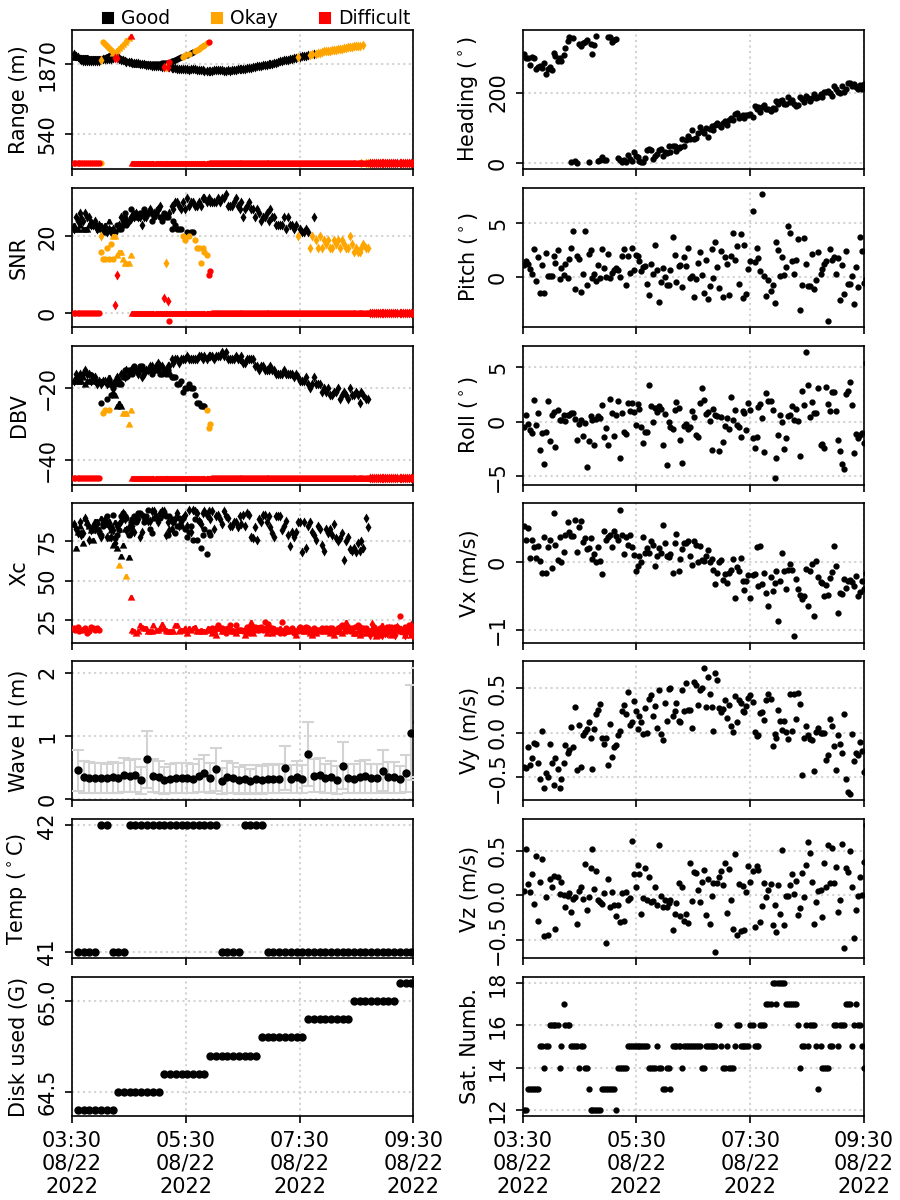 Good Okay Difficult
Range (m)
1870
540
Heading (°)
200
0
SNR
20
0
Pitch (°)
5
0
DBV
−20
−40
Roll (°)
5
0
−5
Xc
75
50
25
Vx (m/s)
0
−1
Wave H (m)
2
1
0
Vy (m/s)
0.5
0.0
−0.5
Temp (°C)
42
41
Vz (m/s)
0.5
0.0
−0.5
Disk used (G)
65.0
64.5
Sat. Numb.
18
16
14
12
03:30 05:30 07:30 09:30 03:30 05:30 07:30 09:30
08/22 08/22 08/22 08/22 08/22 08/22 08/22 08/22
2022 2022 2022 2022 2022 2022 2022 2022